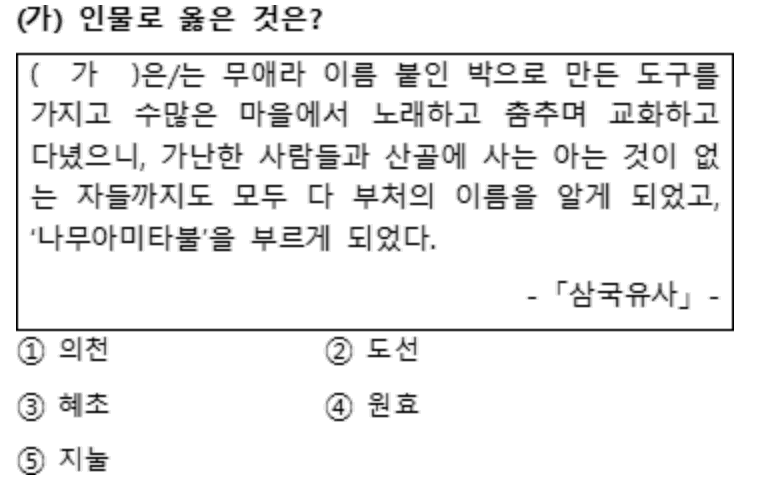 (가) 인물로 옳은 것은?
( 가 )은/는 무애라 이름 붙인 박으로 만든 도구를
가지고 수많은 마을에서 노래하고 춤추며 교화하고
다녔으니, 가난한 사람들과 산골에 사는 아는 것이 없
는 자들까지도 모두 다 부처의 이름을 알게 되었고,
‘나무아미타불’을 부르게 되었다.
- 「삼국유사」 -
① 의천 ② 도선
③ 혜초 ④ 원효
⑤ 지눌